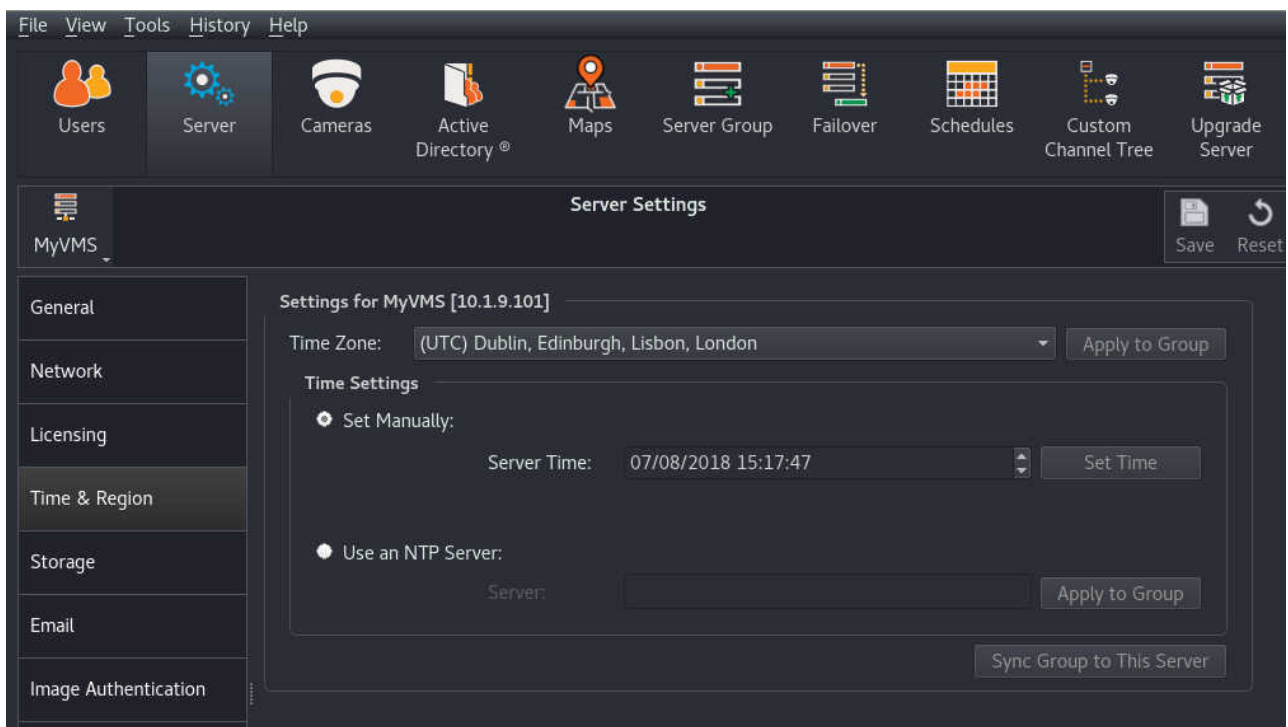 File View Tools History Help
Users
Server
Cameras
Active
Directory ®
Maps
Server Group
Failover
Schedules
Custom
Channel Tree
Upgrade
Server
MyVMS
Server Settings
Save
Reset
General
Network
Licensing
Time & Region
Storage
Email
Image Authentication
Settings for MyVMS [10.1.9.101]
Time Zone: (UTC) Dublin, Edinburgh, Lisbon, London Apply to Group
Time Settings
Set Manually:
Server Time: 07/08/2018 15:17:47 Set Time
Use an NTP Server:
Server: Apply to Group
Sync Group to This Server